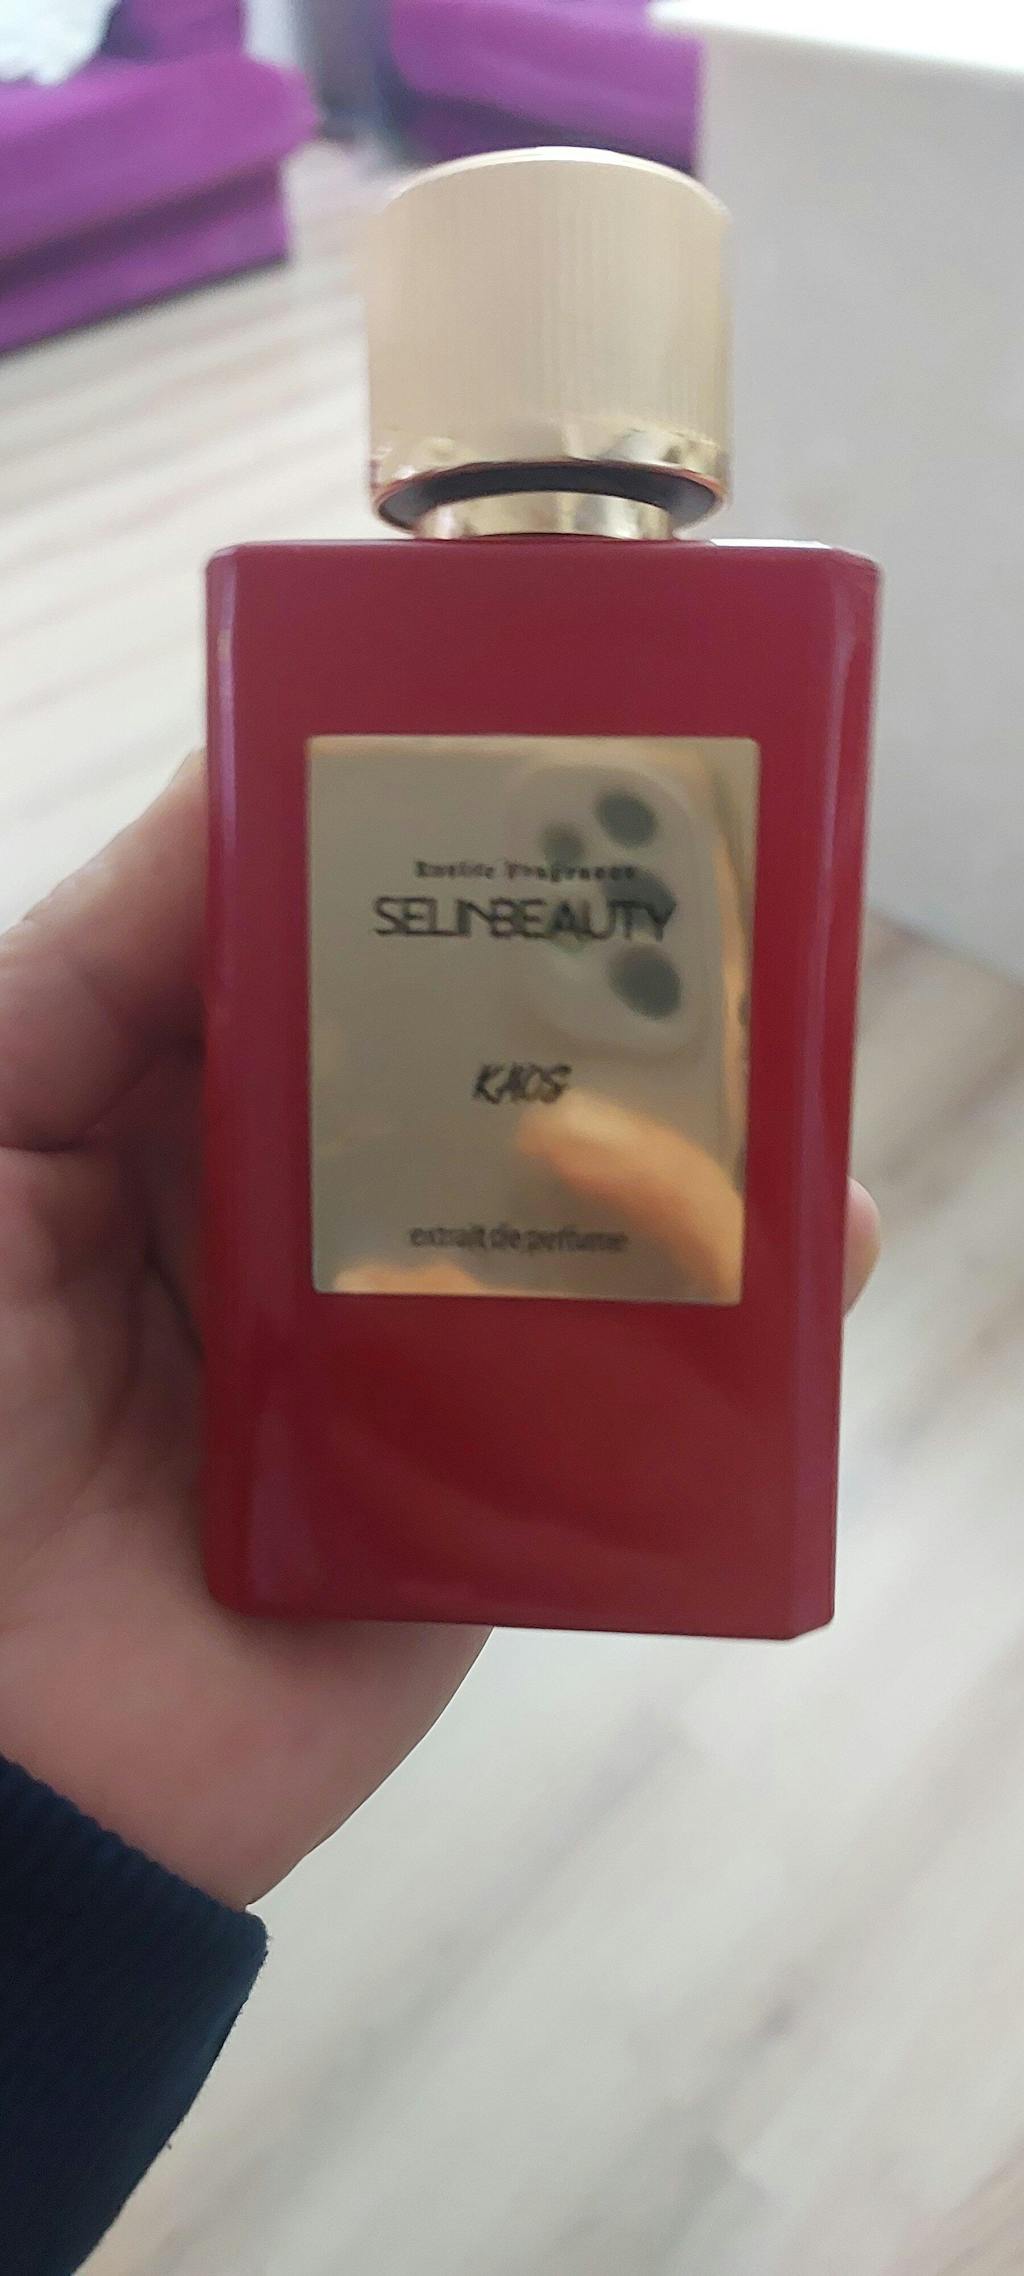 SELINBEAUTY
KAOS
extrait de perfume